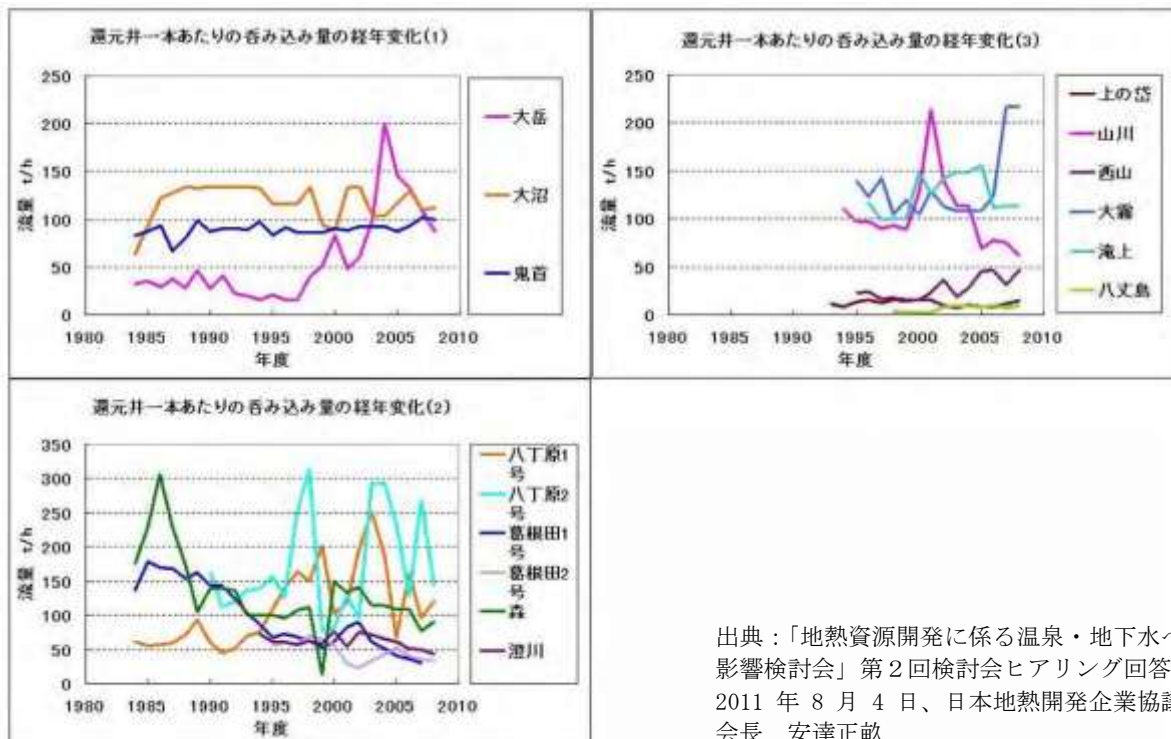 還元井一本あたりの呑み込み量の経年変化(1)
250
200
150
100
50
0
流量 t/h
1980 1985 1990 1995 2000 2005 2010
年度
大岳
大沼
鬼首
還元井一本あたりの呑み込み量の経年変化(3)
250
200
150
100
50
0
流量 t/h
1980 1985 1990 1995 2000 2005 2010
年度
上の岱
山川
西山
大霧
滝上
八丈島
還元井一本あたりの呑み込み量の経年変化(2)
350
300
250
200
150
100
50
0
流量 t/h
1980 1985 1990 1995 2000 2005 2010
年度
八丁原1
号
八丁原2
号
葛根田1
号
葛根田2
号
森
澄川
出典:「地熱資源開発に係る温泉・地下水へ
影響検討会」第2回検討会ヒアリング回答
2011 年 8 月 4 日、日本地熱開発企業協議
会長 安達正畝